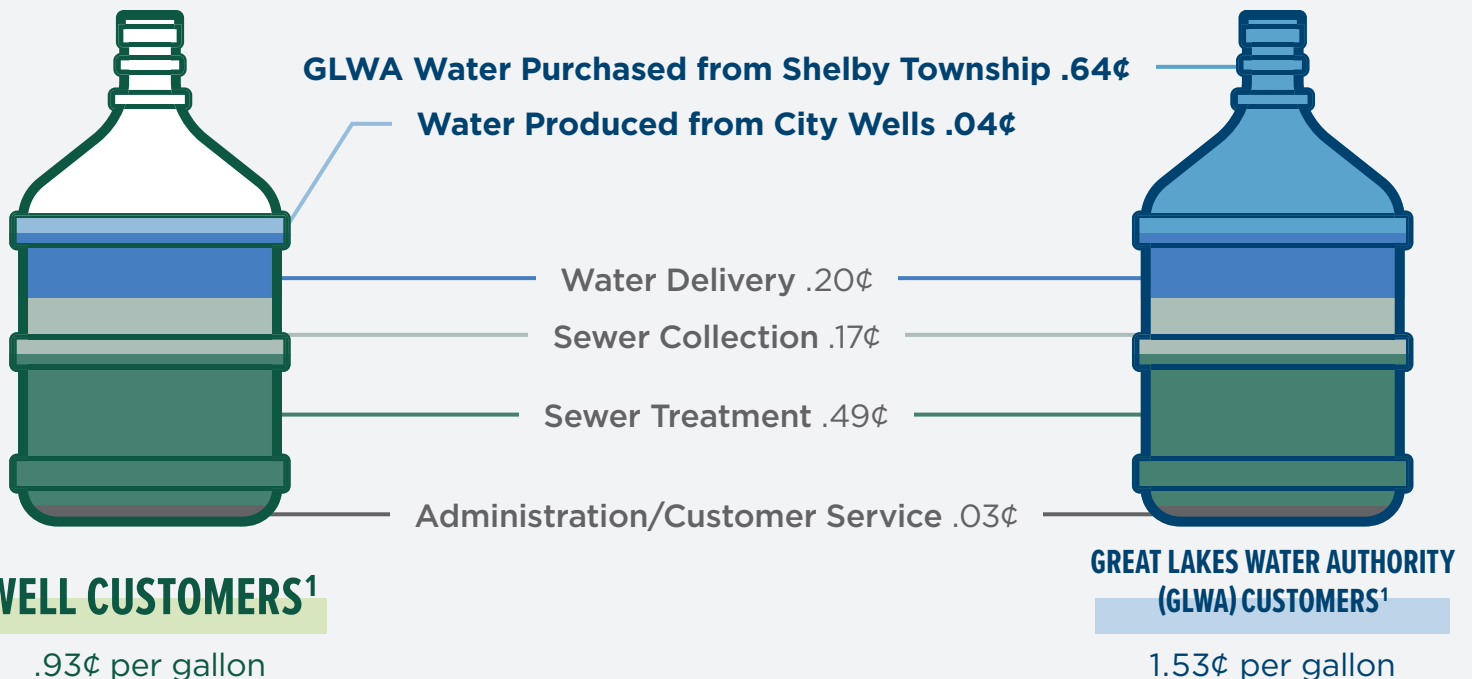 GLWA Water Purchased from Shelby Township .64¢
Water Produced from City Wells .04¢
Water Delivery .20¢
Sewer Collection .17¢
Sewer Treatment .49¢
Administration/Customer Service .03¢
WELL CUSTOMERS¹
.93¢ per gallon
GREAT LAKES WATER AUTHORITY
(GLWA) CUSTOMERS¹
1.53¢ per gallon